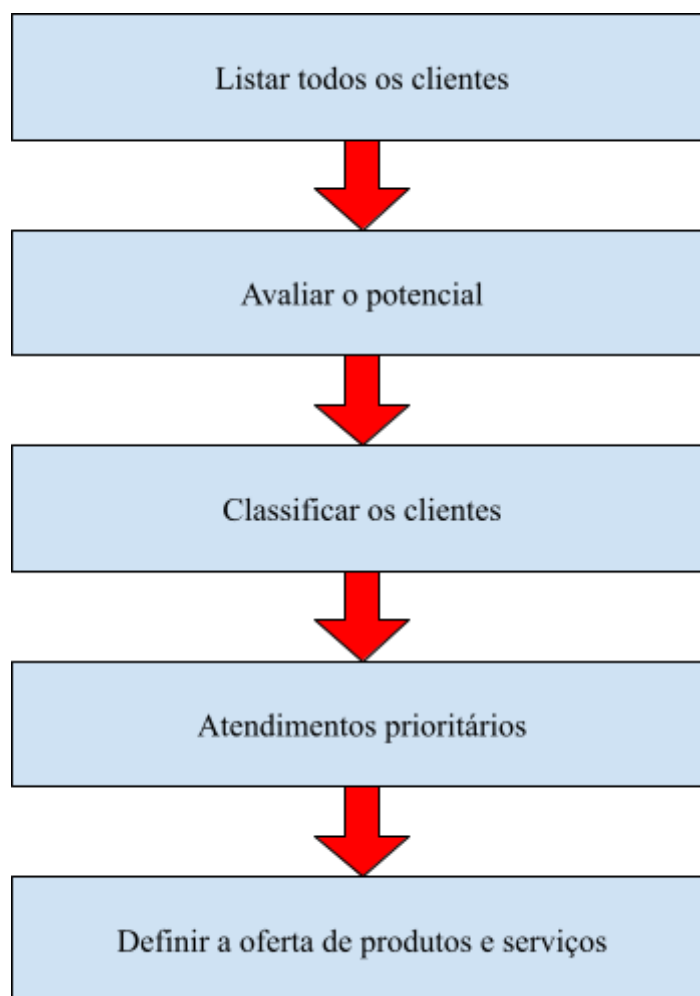 Listar todos os clientes
Avaliar o potencial
Classificar os clientes
Atendimentos prioritários
Definir a oferta de produtos e serviços